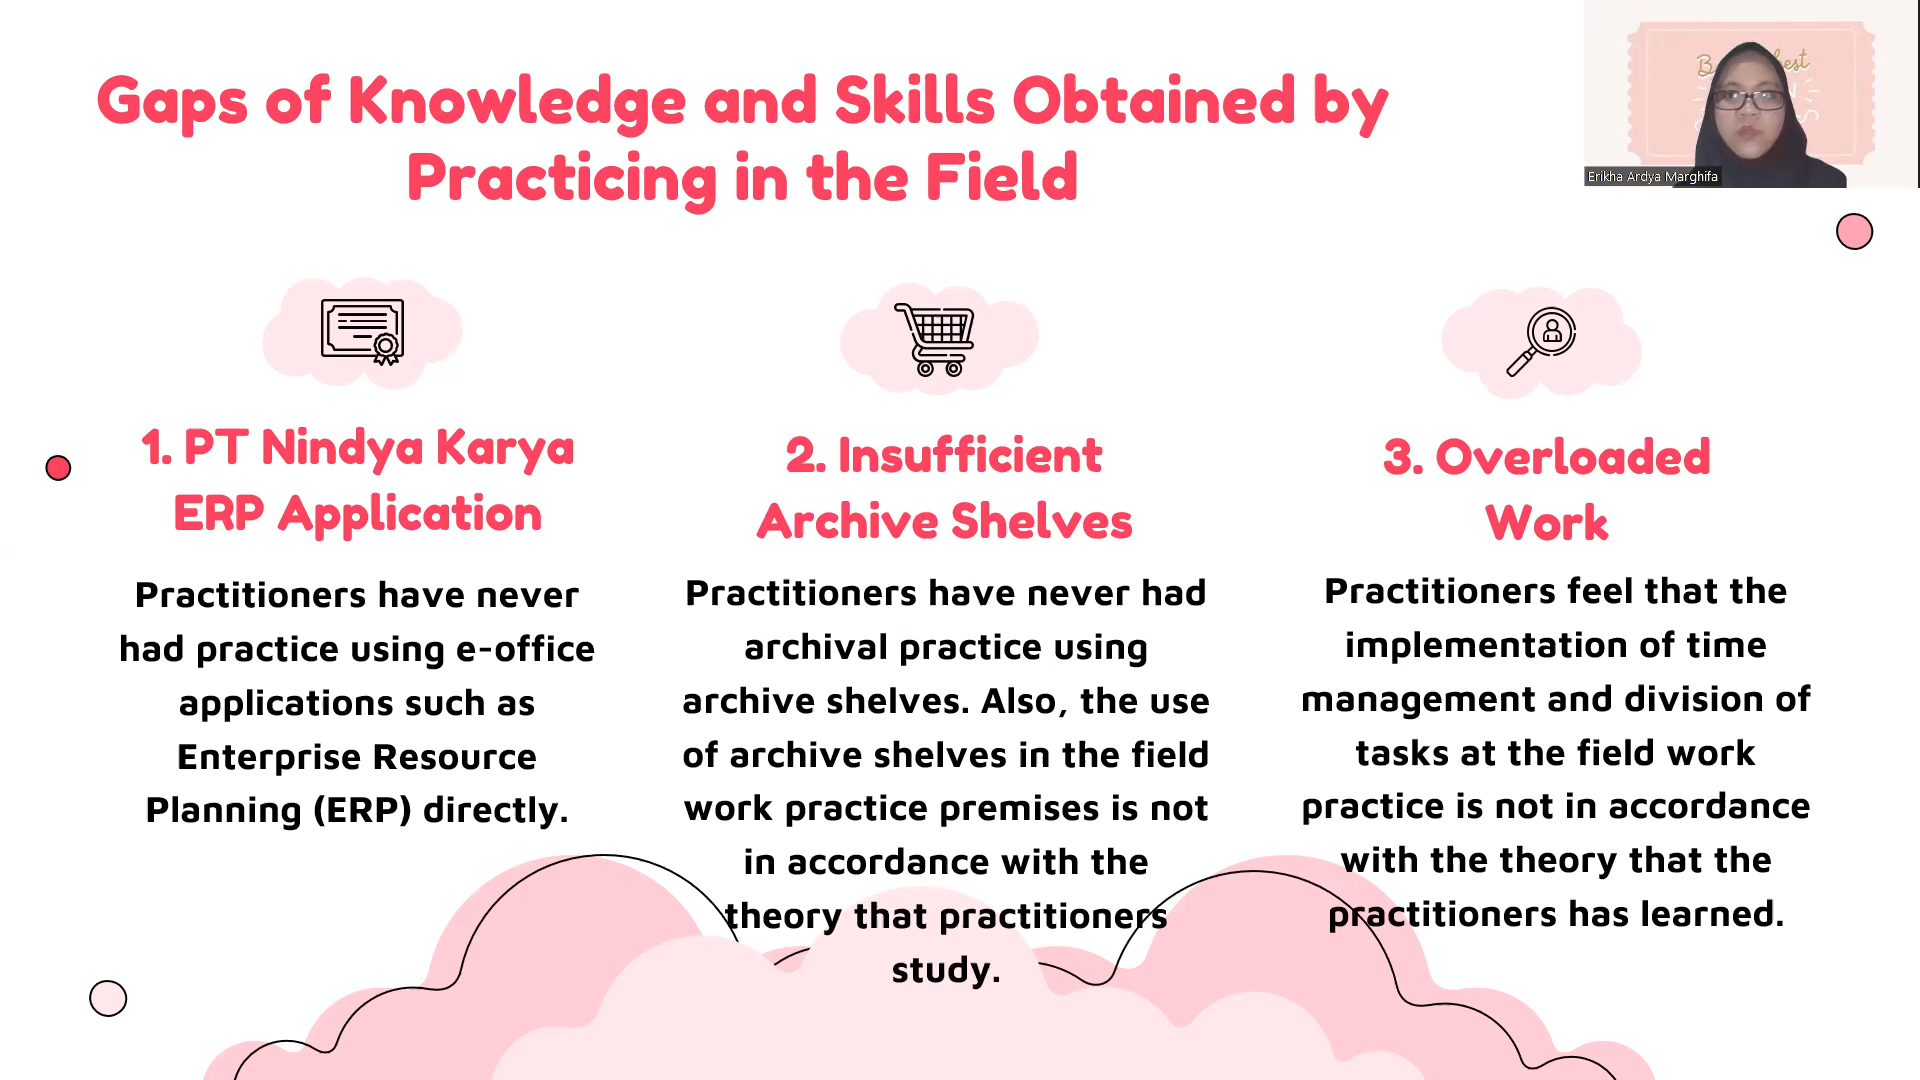 Gaps of Knowledge and Skills Obtained by
Practicing in the Field
Erikha Ardya Marghifa
1. PT Nindya Karya
ERP Application
Practitioners have never
had practice using e-office
applications such as
Enterprise Resource
Planning (ERP) directly.
2. Insufficient
Archive Shelves
Practitioners have never had
archival practice using
archive shelves. Also, the use
of archive shelves in the field
work practice premises is not
in accordance with the
theory that practitioners
study.
3. Overloaded
Work
Practitioners feel that the
implementation of time
management and division of
tasks at the field work
practice is not in accordance
with the theory that the
practitioners has learned.